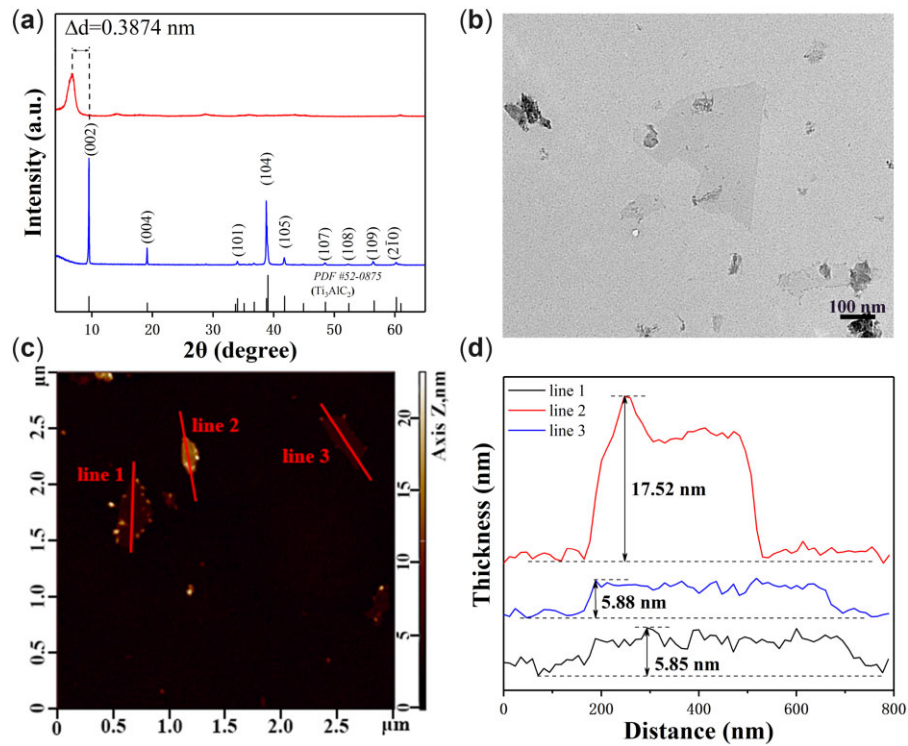 (a)
Δd=0.3874 nm
Intensity (a.u.)
(002)
(004)
(101)
(104)
(105)
(107)
(108)
(109)
(21̄0)
PDF #52-0875
(Ti₃AlC₂)
10 20 30 40 50 60
2θ (degree)
(b)
100 nm
(c)
μn
2.5
2.0
1.5
1.0
0.5
0
0 0.5 1.0 1.5 2.0 2.5 μm
line 1
line 2
line 3
Axis Z,nm
20
15
10
5
0
(d)
line 1
line 2
line 3
17.52 nm
5.88 nm
5.85 nm
Thickness (nm)
0 200 400 600 800
Distance (nm)